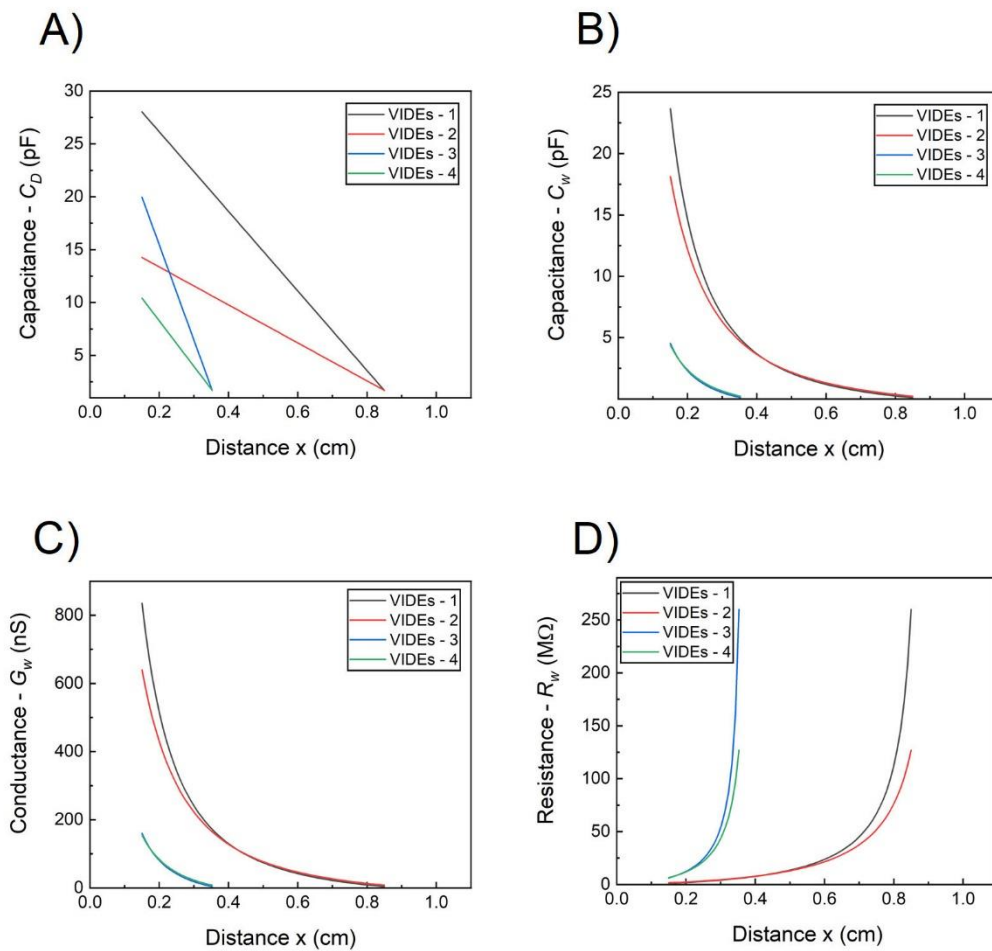 A)
30
25
20
15
10
5
Capacitance - C_D (pF)
VIDEs - 1
VIDEs - 2
VIDEs - 3
VIDEs - 4
0.0 0.2 0.4 0.6 0.8 1.0
Distance x (cm)
B)
25
20
15
10
5
Capacitance - C_w (pF)
VIDEs - 1
VIDEs - 2
VIDEs - 3
VIDEs - 4
0.0 0.2 0.4 0.6 0.8 1.0
Distance x (cm)
C)
800
600
400
200
0
Conductance - G_w (nS)
VIDEs - 1
VIDEs - 2
VIDEs - 3
VIDEs - 4
0.0 0.2 0.4 0.6 0.8 1.0
Distance x (cm)
D)
250
200
150
100
50
0
Resistance - R_w (MΩ)
VIDEs - 1
VIDEs - 2
VIDEs - 3
VIDEs - 4
0.0 0.2 0.4 0.6 0.8 1.0
Distance x (cm)